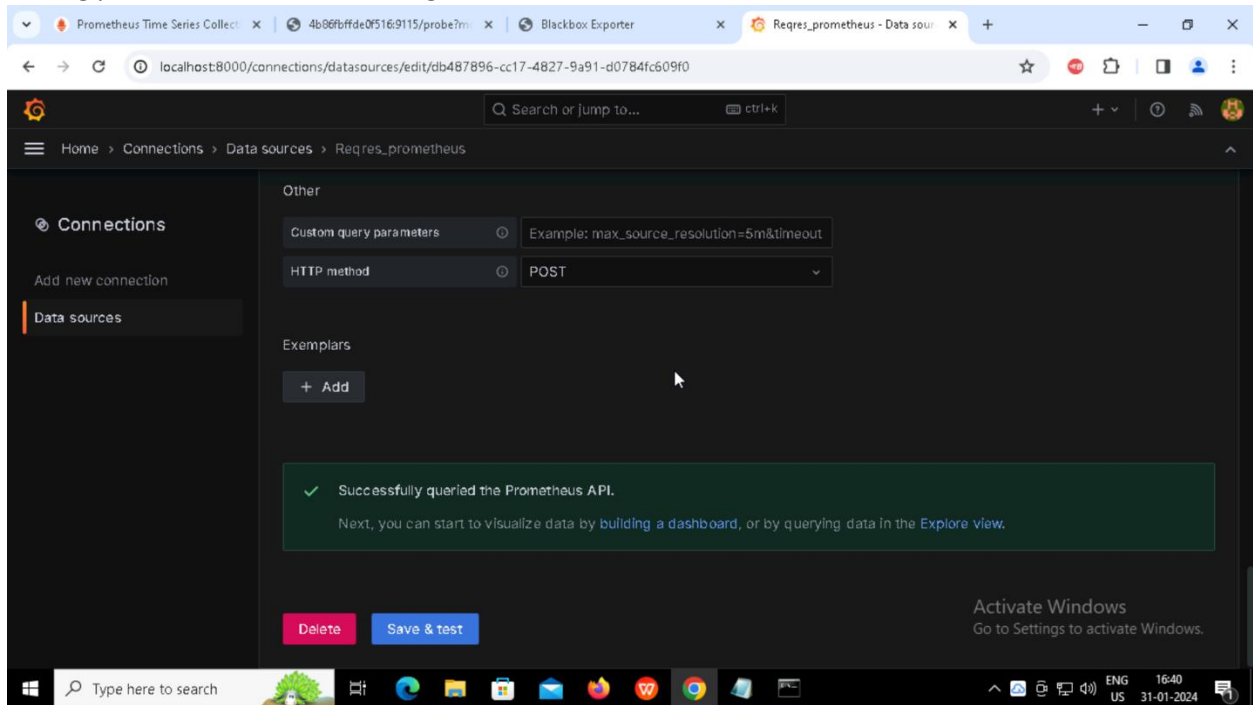 Prometheus Time Series Collect
4b86fbffde0f516:9115/probe?m
Blackbox Exporter
Reqres_prometheus - Data sour
localhost:8000/connections/datasources/edit/db487896-cc17-4827-9a91-d0784fc609f0
Search or jump to... ctrl+k
Home › Connections › Data sources › Reqres_prometheus
Connections
Add new connection
Data sources
Other
Custom query parameters Example: max_source_resolution=5m&timeout
HTTP method POST
Exemplars
+ Add
Successfully queried the Prometheus API.
Next, you can start to visualize data by building a dashboard, or by querying data in the Explore view.
Delete Save & test
Activate Windows
Go to Settings to activate Windows.
Type here to search
ENG
US
16:40
31-01-2024
1